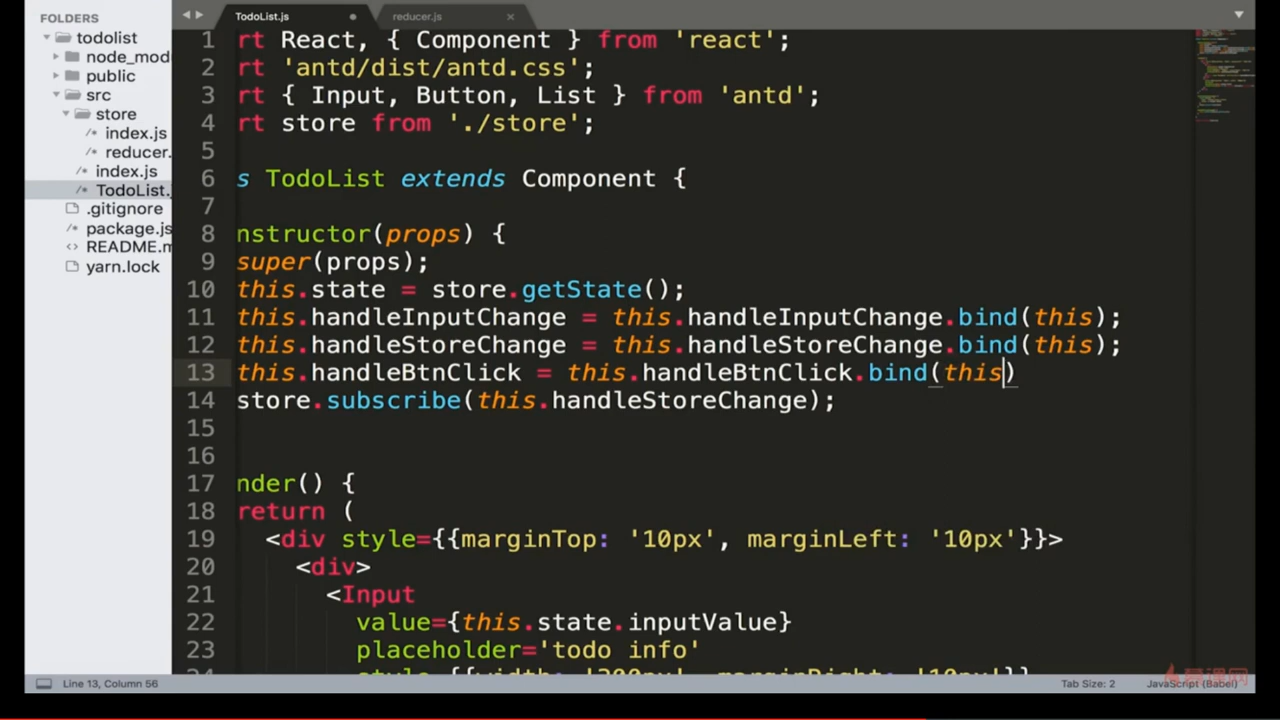 FOLDERS
todolist
node_mod
public
src
store
index.js
reducer.
index.js
TodoList.j
.gitignore
package.js
README.m
yarn.lock
TodoList.js
reducer.js
1 rt React, { Component } from 'react';
2 rt 'antd/dist/antd.css';
3 rt { Input, Button, List } from 'antd';
4 rt store from './store';
5
6 s TodoList extends Component {
7
8 nstructor(props) {
9 super(props);
10 this.state = store.getState();
11 this.handleInputChange = this.handleInputChange.bind(this);
12 this.handleStoreChange = this.handleStoreChange.bind(this);
13 this.handleBtnClick = this.handleBtnClick.bind(this)
14 store.subscribe(this.handleStoreChange);
15
16
17 nder() {
18 return (
19 <div style={{marginTop: '10px', marginLeft: '10px'}}>
20 <div>
21 <Input
22 value={this.state.inputValue}
23 placeholder='todo info'
Line 13, Column 56
Tab Size: 2
JavaScript (Babel)